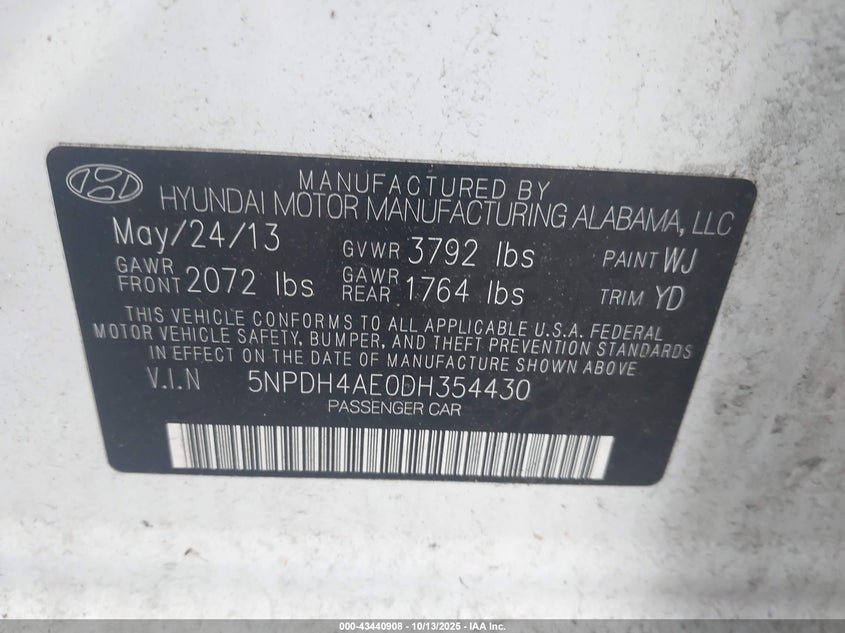 MANUFACTURED BY
HYUNDAI MOTOR MANUFACTURING ALABAMA, LLC
May/24/13 GVWR 3792 lbs PAINT WJ
GAWR FRONT 2072 lbs GAWR REAR 1764 lbs TRIM YD
THIS VEHICLE CONFORMS TO ALL APPLICABLE U.S.A. FEDERAL
MOTOR VEHICLE SAFETY, BUMPER, AND THEFT PREVENTION STANDARDS
IN EFFECT ON THE DATE OF MANUFACTURE SHOWN ABOVE
V.I.N 5NPDH4AE0DH354430
PASSENGER CAR
000-43440908 - 10/13/2025 - IAA Inc.